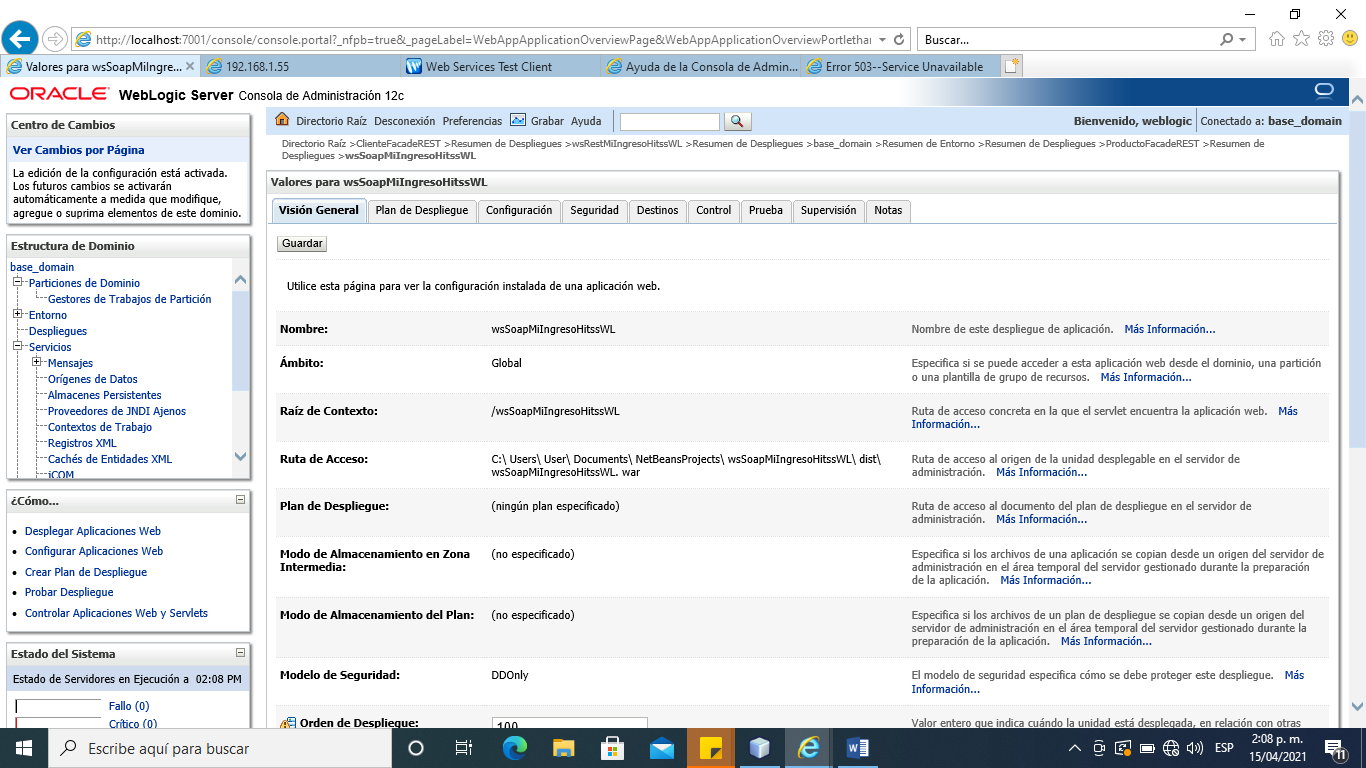 http://localhost:7001/console/console.portal?_nfpb=true&_pageLabel=WebAppApplicationOverviewPage&WebAppApplicationOverviewPortlethan
Buscar...
Valores para wsSoapMiIngre...
192.168.1.55
Web Services Test Client
Ayuda de la Consola de Admin...
Error 503--Service Unavailable
ORACLE WebLogic Server Consola de Administración 12c
Centro de Cambios
Ver Cambios por Página
La edición de la configuración está activada.
Los futuros cambios se activarán
automáticamente a medida que modifique,
agregue o suprima elementos de este dominio.
Estructura de Dominio
base_domain
Particiones de Dominio
Gestores de Trabajos de Partición
Entorno
Despliegues
Servicios
Mensajes
Orígenes de Datos
Almacenes Persistentes
Proveedores de JNDI Ajenos
Contextos de Trabajo
Registros XML
Cachés de Entidades XML
jCOM
¿Cómo...
Desplegar Aplicaciones Web
Configurar Aplicaciones Web
Crear Plan de Despliegue
Probar Despliegue
Controlar Aplicaciones Web y Servlets
Estado del Sistema
Estado de Servidores en Ejecución a 02:08 PM
Fallo (0)
Crítico (0)
Directorio Raíz Desconexión Preferencias Grabar Ayuda
Bienvenido, weblogic Conectado a: base_domain
Directorio Raíz >ClienteFacadeREST >Resumen de Despliegues >wsRestMiIngresoHitssWL >Resumen de Despliegues >base_domain >Resumen de Entorno >Resumen de Despliegues >ProductoFacadeREST >Resumen de
Despliegues >wsSoapMiIngresoHitssWL
Valores para wsSoapMiIngresoHitssWL
Visión General Plan de Despliegue Configuración Seguridad Destinos Control Prueba Supervisión Notas
Guardar
Utilice esta página para ver la configuración instalada de una aplicación web.
Nombre: wsSoapMiIngresoHitssWL Nombre de este despliegue de aplicación. Más Información...
Ámbito: Global Especifica si se puede acceder a esta aplicación web desde el dominio, una partición
o una plantilla de grupo de recursos. Más Información...
Raíz de Contexto: /wsSoapMiIngresoHitssWL Ruta de acceso concreta en la que el servlet encuentra la aplicación web. Más
Información...
Ruta de Acceso: C:\ Users\ User\ Documents\ NetBeansProjects\ wsSoapMiIngresoHitssWL\ dist\ Ruta de acceso al origen de la unidad desplegable en el servidor de
wsSoapMiIngresoHitssWL. war administración. Más Información...
Plan de Despliegue: (ningún plan especificado) Ruta de acceso al documento del plan de despliegue en el servidor de
administración. Más Información...
Modo de Almacenamiento en Zona (no especificado) Especifica si los archivos de una aplicación se copian desde un origen del servidor de
Intermedia: administración en el área temporal del servidor gestionado durante la preparación
de la aplicación. Más Información...
Modo de Almacenamiento del Plan: (no especificado) Especifica si los archivos de un plan de despliegue se copian desde un origen del
servidor de administración en el área temporal del servidor gestionado durante la
preparación de la aplicación. Más Información...
Modelo de Seguridad: DDOnly El modelo de seguridad especifica cómo se debe proteger este despliegue. Más
Información...
Orden de Despliegue: 100 Valor entero que indica cuándo la unidad está desplegada, en relación con otras
Escribe aquí para buscar
ESP
2:08 p. m.
15/04/2021
11